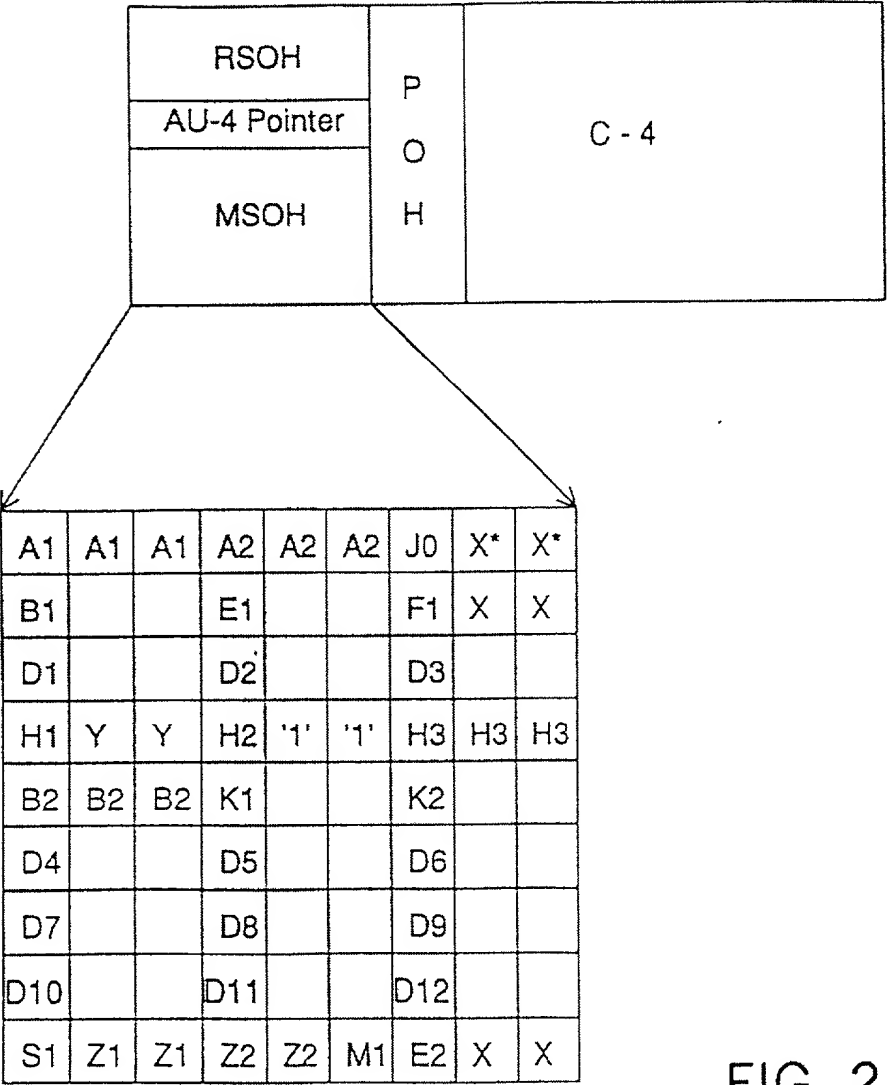 RSOH
AU-4 Pointer
MSOH
P
O
H
C - 4
A1 A1 A1 A2 A2 A2 J0 X* X*
B1 E1 F1 X X
D1 D2 D3
H1 Y Y H2 '1' '1' H3 H3 H3
B2 B2 B2 K1 K2
D4 D5 D6
D7 D8 D9
D10 D11 D12
S1 Z1 Z1 Z2 Z2 M1 E2 X X
FIG. 2